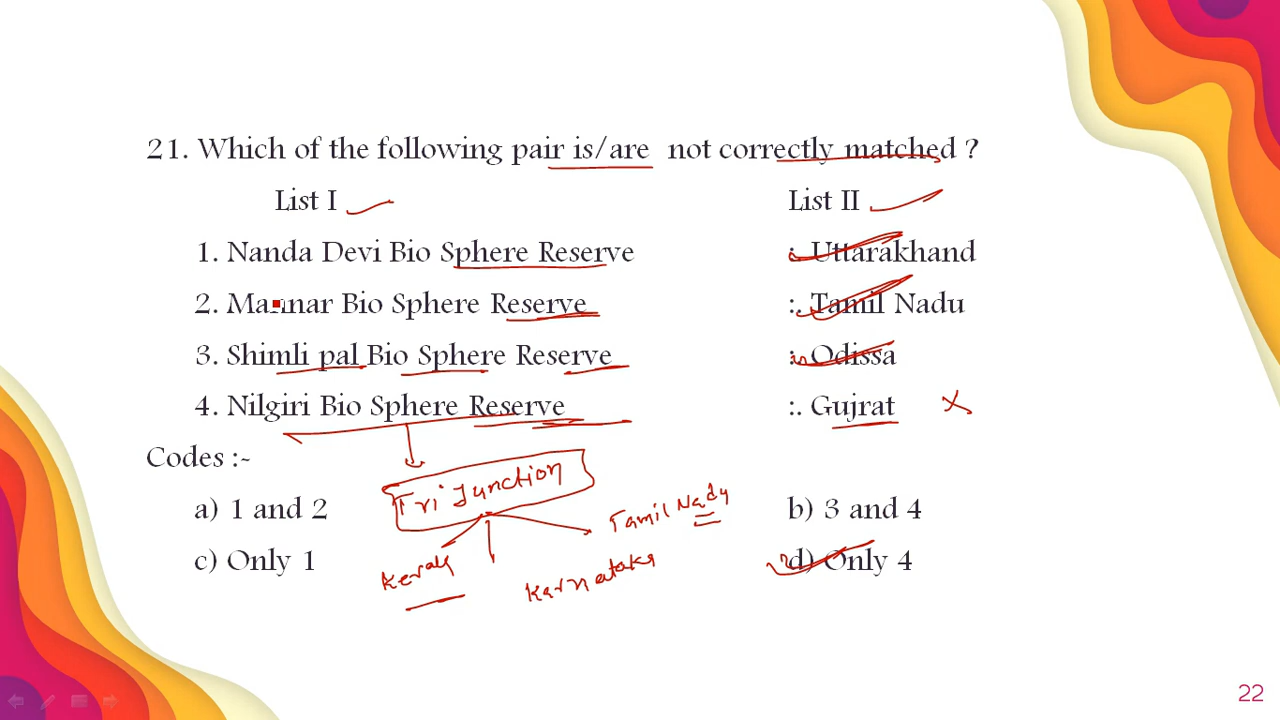 21. Which of the following pair is/are not correctly matched ?
List I List II
1. Nanda Devi Bio Sphere Reserve :. Uttarakhand
2. Mannar Bio Sphere Reserve :. Tamil Nadu
3. Shimli pal Bio Sphere Reserve :. Odissa
4. Nilgiri Bio Sphere Reserve :. Gujrat X
Codes :-
Tri Junction
a) 1 and 2 b) 3 and 4
Tamil Nadu
c) Only 1 d) Only 4
Kerala
Karnataka
22